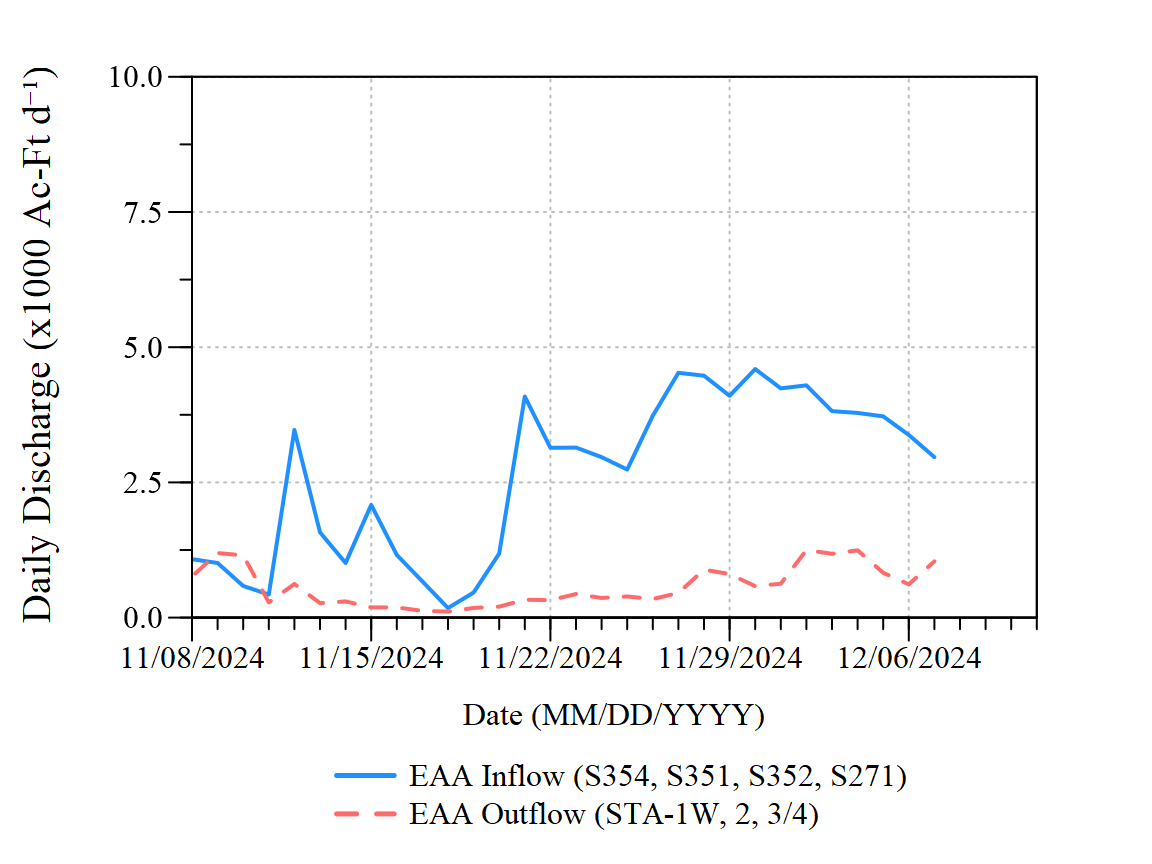 Daily Discharge (x1000 Ac-Ft d⁻¹)
10.0
7.5
5.0
2.5
0.0
11/08/2024 11/15/2024 11/22/2024 11/29/2024 12/06/2024
Date (MM/DD/YYYY)
EAA Inflow (S354, S351, S352, S271)
EAA Outflow (STA-1W, 2, 3/4)